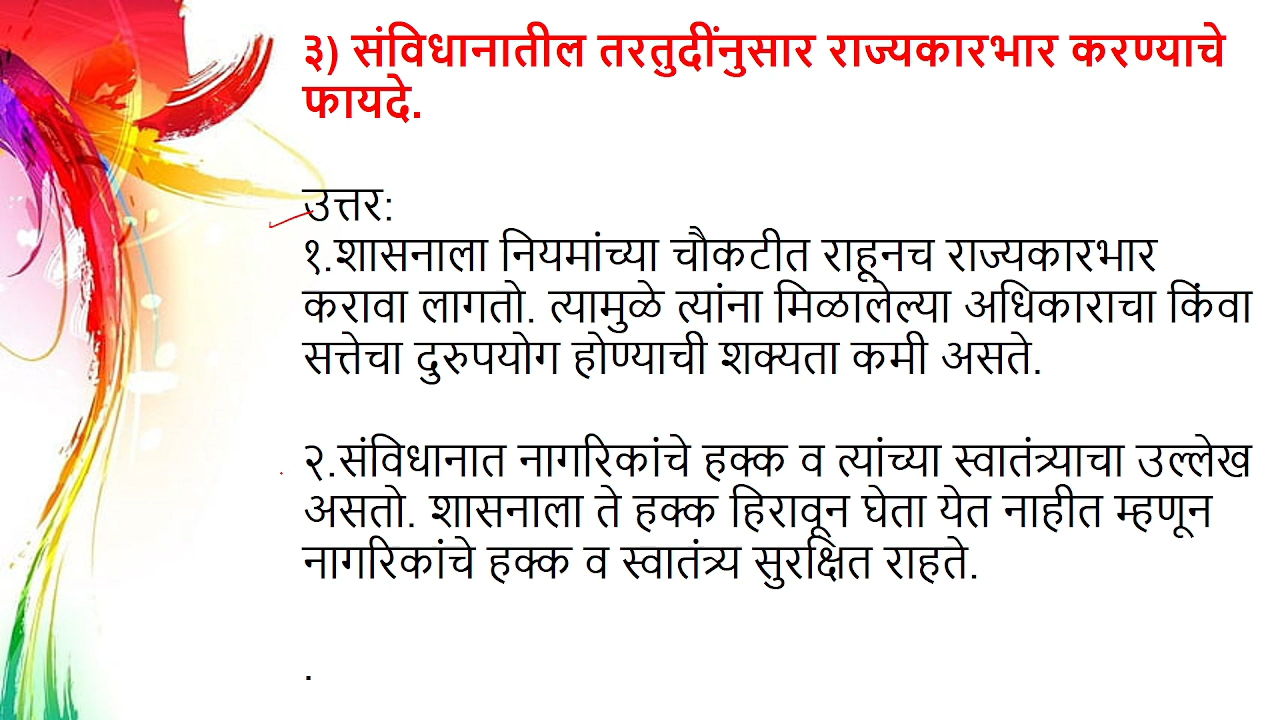 ३) संविधानातील तरतुदींनुसार राज्यकारभार करण्याचे
फायदे.
उत्तर:
१.शासनाला नियमांच्या चौकटीत राहूनच राज्यकारभार
करावा लागतो. त्यामुळे त्यांना मिळालेल्या अधिकाराचा किंवा
सत्तेचा दुरुपयोग होण्याची शक्यता कमी असते.
२.संविधानात नागरिकांचे हक्क व त्यांच्या स्वातंत्र्याचा उल्लेख
असतो. शासनाला ते हक्क हिरावून घेता येत नाहीत म्हणून
नागरिकांचे हक्क व स्वातंत्र्य सुरक्षित राहते.
.